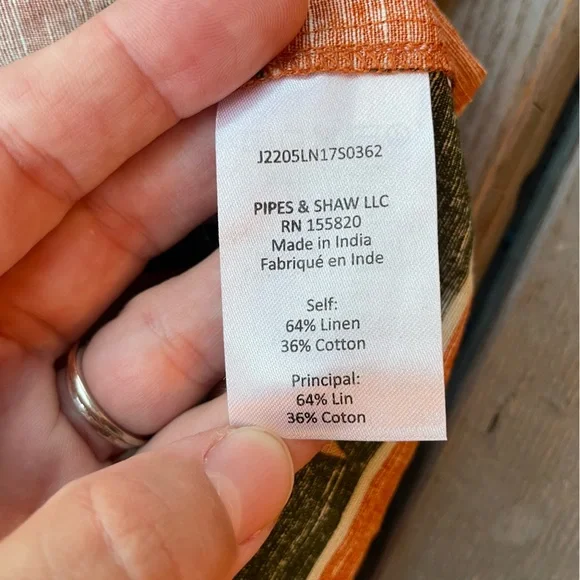 J2205LN17S0362
PIPES & SHAW LLC
RN 155820
Made in India
Fabriqué en Inde
Self:
64% Linen
36% Cotton
Principal:
64% Lin
36% Coton